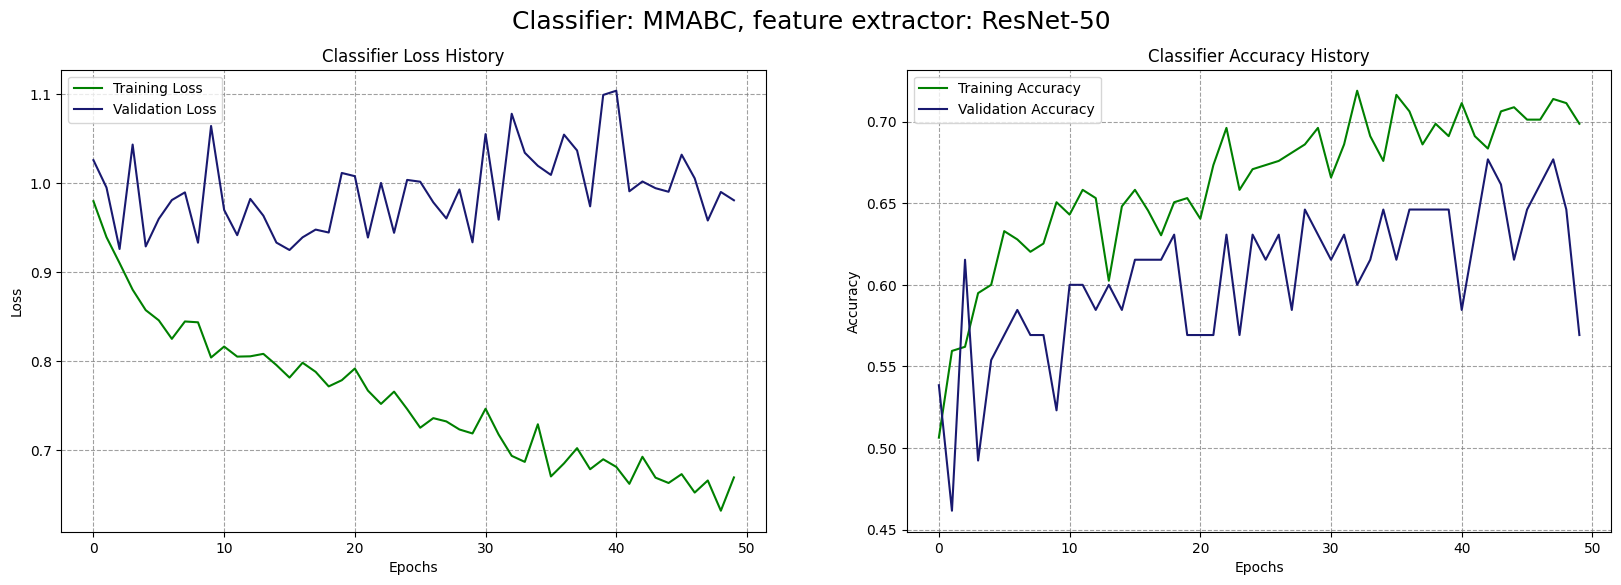 Classifier: MMABC, feature extractor: ResNet-50
Classifier Loss History
Training Loss
Validation Loss
1.1
1.0
0.9
0.8
0.7
Loss
0 10 20 30 40 50
Epochs
Classifier Accuracy History
Training Accuracy
Validation Accuracy
0.70
0.65
0.60
0.55
0.50
0.45
Accuracy
0 10 20 30 40 50
Epochs